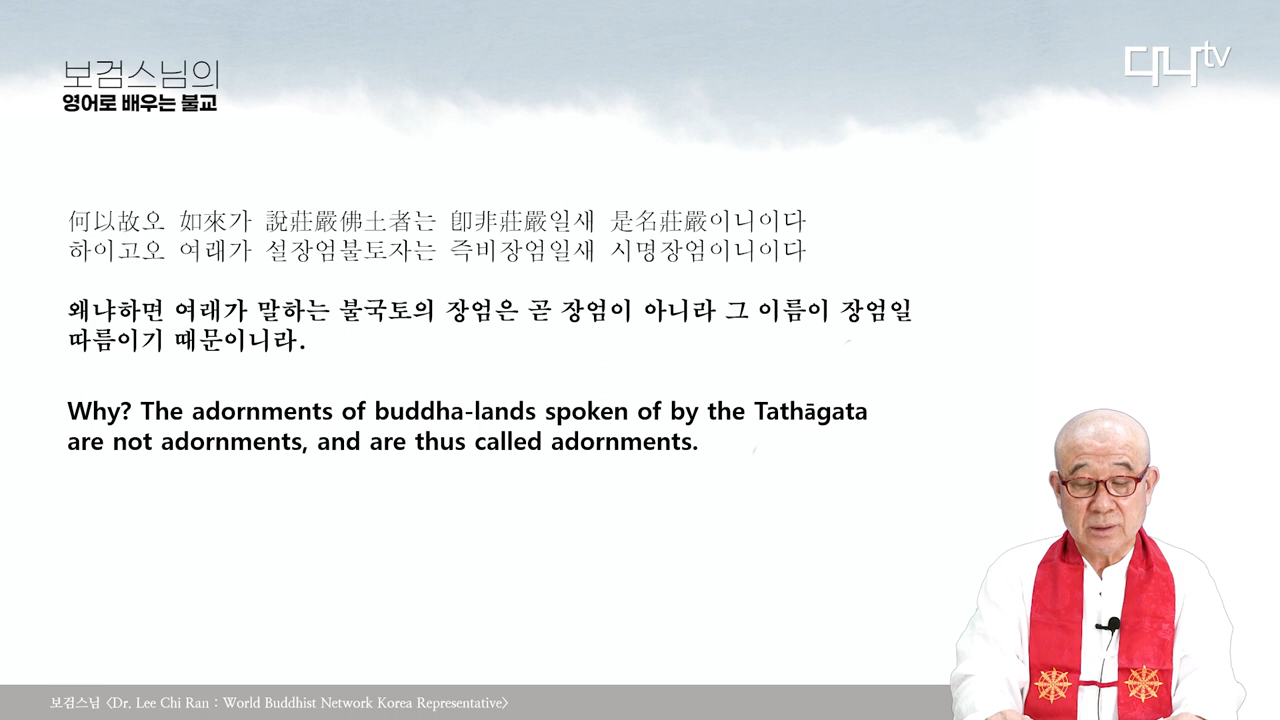 보검스님의
영어로 배우는 불교
디나tv
何以故오 如來가 說莊嚴佛土者는 卽非莊嚴일새 是名莊嚴이니이다
하이고오 여래가 설장엄불토자는 즉비장엄일새 시명장엄이니이다
왜냐하면 여래가 말하는 불국토의 장엄은 곧 장엄이 아니라 그 이름이 장엄일
따름이기 때문이니라.
Why? The adornments of buddha-lands spoken of by the Tathāgata
are not adornments, and are thus called adornments.
보검스님 <Dr. Lee Chi Ran : World Buddhist Network Korea Representative>